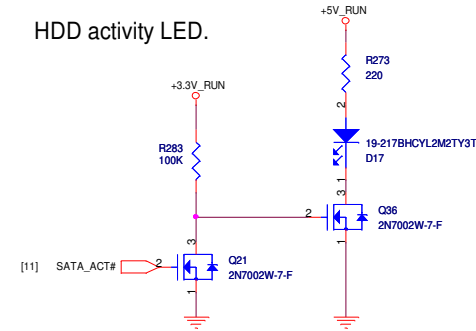 +5V_RUN
HDD activity LED.
R273
220
+3.3V_RUN
2
R283
100K
19-217BHCYL2M2TY3T
D17
1
3
2
Q36
2N7002W-7-F
1
3
[11] SATA_ACT# 2
Q21
2N7002W-7-F
1